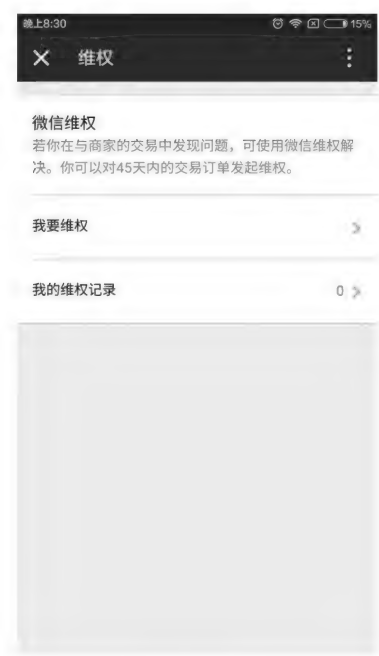 晚上8:30 15%
维权
微信维权
若你在与商家的交易中发现问题，可使用微信维权解
决。你可以对45天内的交易订单发起维权。
我要维权
我的维权记录 0